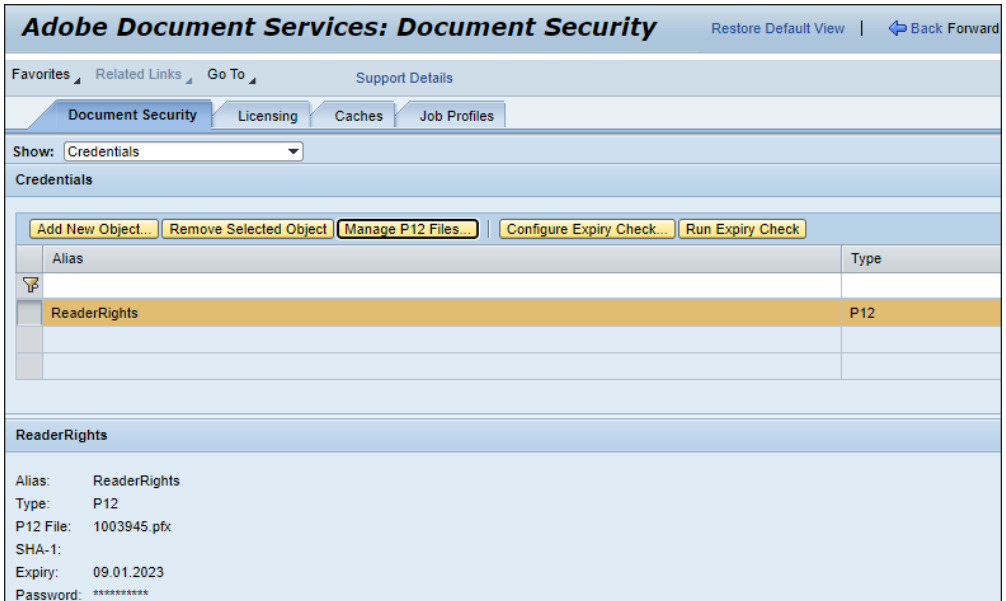 Adobe Document Services: Document Security Restore Default View | Back Forward
Favorites Related Links Go To Support Details
Document Security Licensing Caches Job Profiles
Show: Credentials
Credentials
Add New Object... Remove Selected Object Manage P12 Files... Configure Expiry Check... Run Expiry Check
Alias Type
ReaderRights P12
ReaderRights
Alias: ReaderRights
Type: P12
P12 File: 1003945.pfx
SHA-1:
Expiry: 09.01.2023
Password: **********